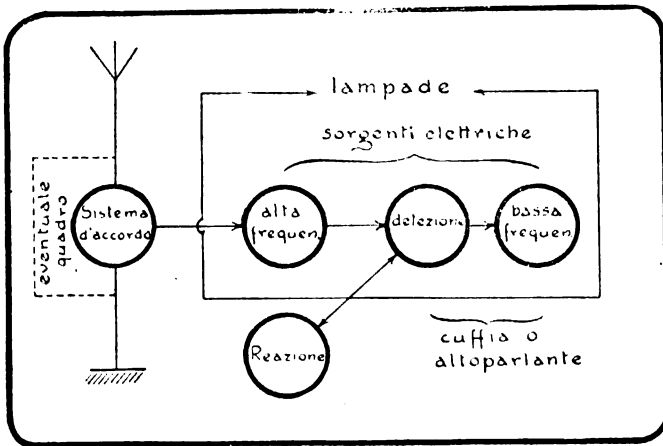 lampade
sorgenti elettriche
eventuale
quadro
Sistema
d'accordo
alta
frequen.
detezione
bassa
frequen.
Reazione
cuffia o
altoparlante